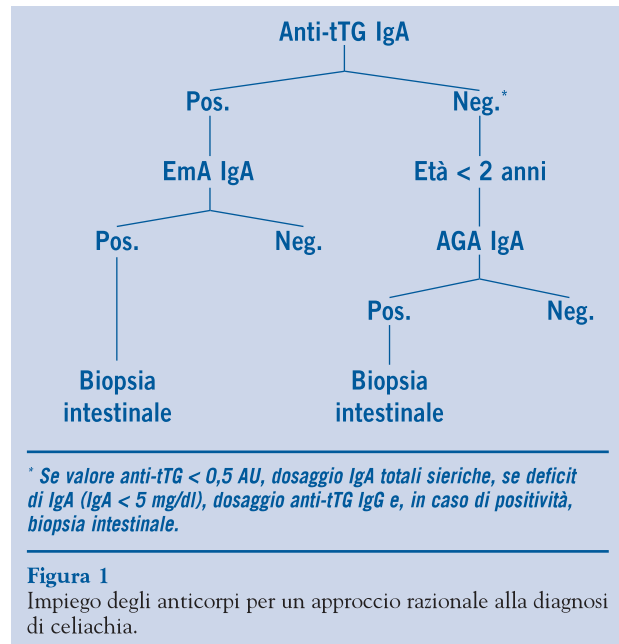 Anti-tTG IgA
Pos.
Neg.*
EmA IgA
Età < 2 anni
Pos.
Neg.
AGA IgA
Pos.
Neg.
Biopsia
intestinale
Biopsia
intestinale
* Se valore anti-tTG < 0,5 AU, dosaggio IgA totali sieriche, se deficit
di IgA (IgA < 5 mg/dl), dosaggio anti-tTG IgG e, in caso di positività,
biopsia intestinale.
Figura 1
Impiego degli anticorpi per un approccio razionale alla diagnosi
di celiachia.